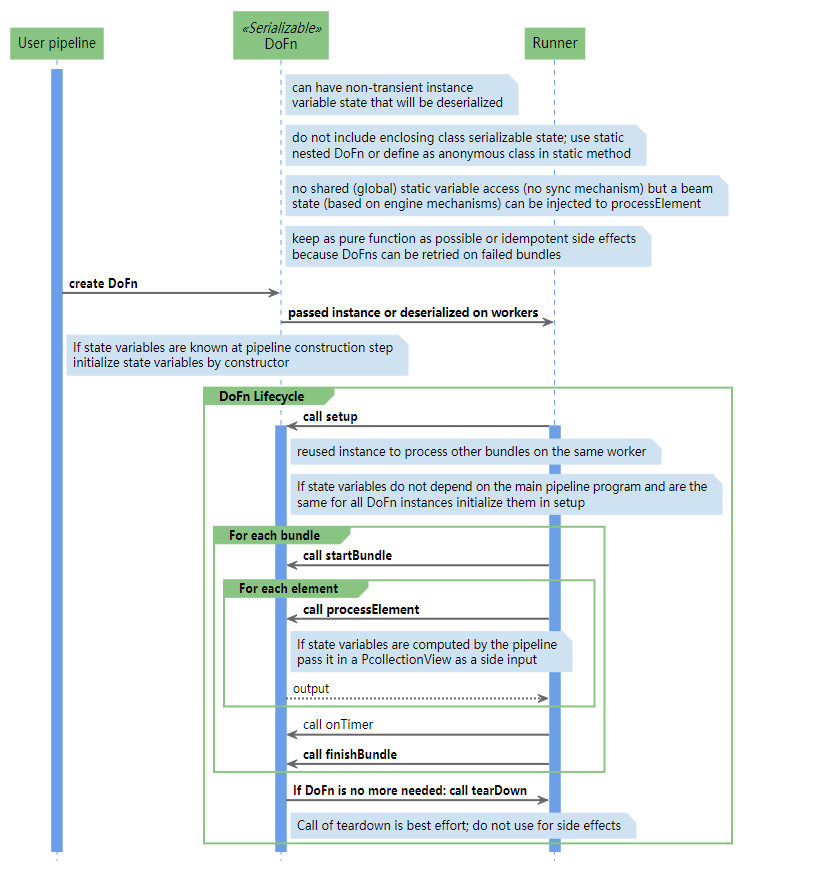 «Serializable»
User pipeline
DoFn
Runner
can have non-transient instance
variable state that will be deserialized
do not include enclosing class serializable state; use static
nested DoFn or define as anonymous class in static method
no shared (global) static variable access (no sync mechanism) but a beam
state (based on engine mechanisms) can be injected to processElement
keep as pure function as possible or idempotent side effects
because DoFns can be retried on failed bundles
create DoFn
passed instance or deserialized on workers
If state variables are known at pipeline construction step
initialize state variables by constructor
DoFn Lifecycle
call setup
reused instance to process other bundles on the same worker
If state variables do not depend on the main pipeline program and are the
same for all DoFn instances initialize them in setup
For each bundle
call startBundle
For each element
call processElement
If state variables are computed by the pipeline
pass it in a PcollectionView as a side input
output
call onTimer
call finishBundle
If DoFn is no more needed: call tearDown
Call of teardown is best effort; do not use for side effects